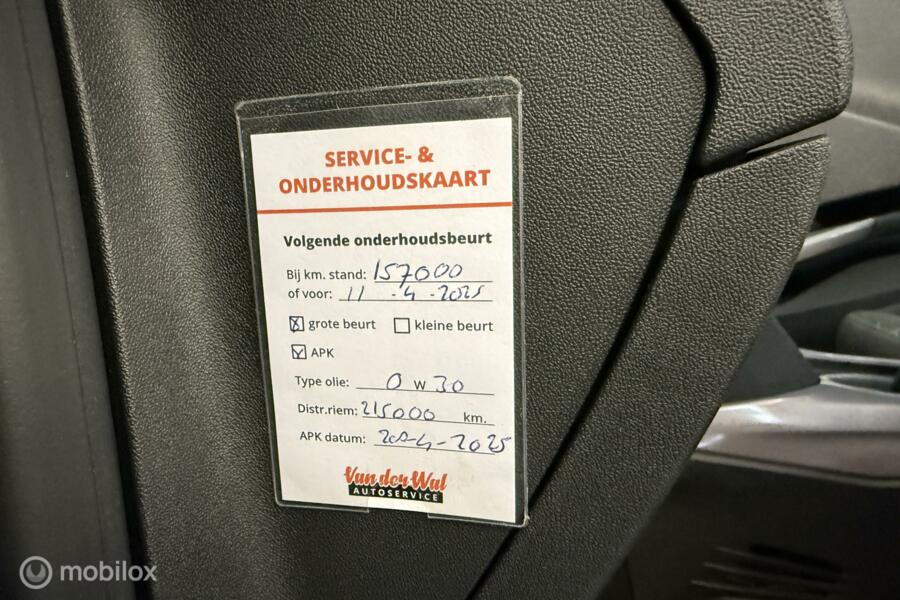 SERVICE- &
ONDERHOUDSKAART
Volgende onderhoudsbeurt
Bij km. stand: 157000
of voor: 11 -4 -2025
grote beurt kleine beurt
APK
Type olie: 0 W 30
Distr.riem: 215000 km.
APK datum: -4-2025
Van der Wal
AUTOSERVICE
mobilox